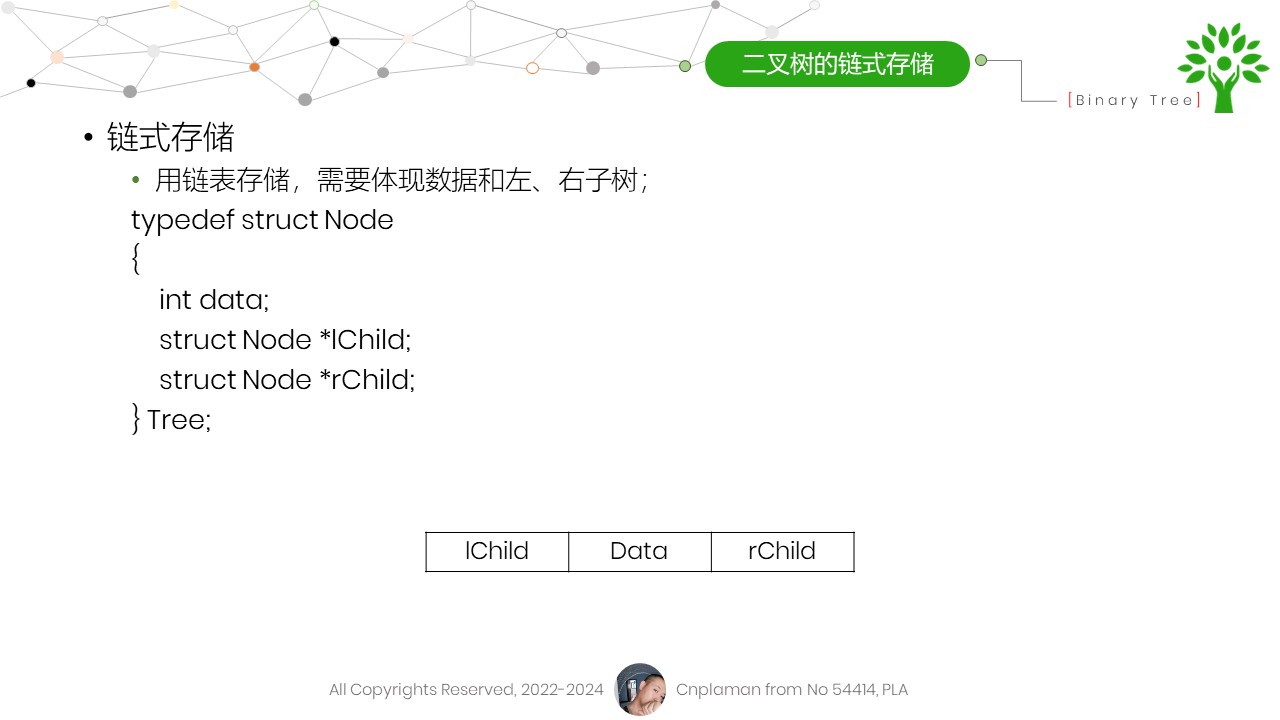 二叉树的链式存储
[Binary Tree]
• 链式存储
• 用链表存储，需要体现数据和左、右子树；
typedef struct Node
{
int data;
struct Node *lChild;
struct Node *rChild;
} Tree;
lChild Data rChild
All Copyrights Reserved, 2022-2024 Cnplaman from No 54414, PLA